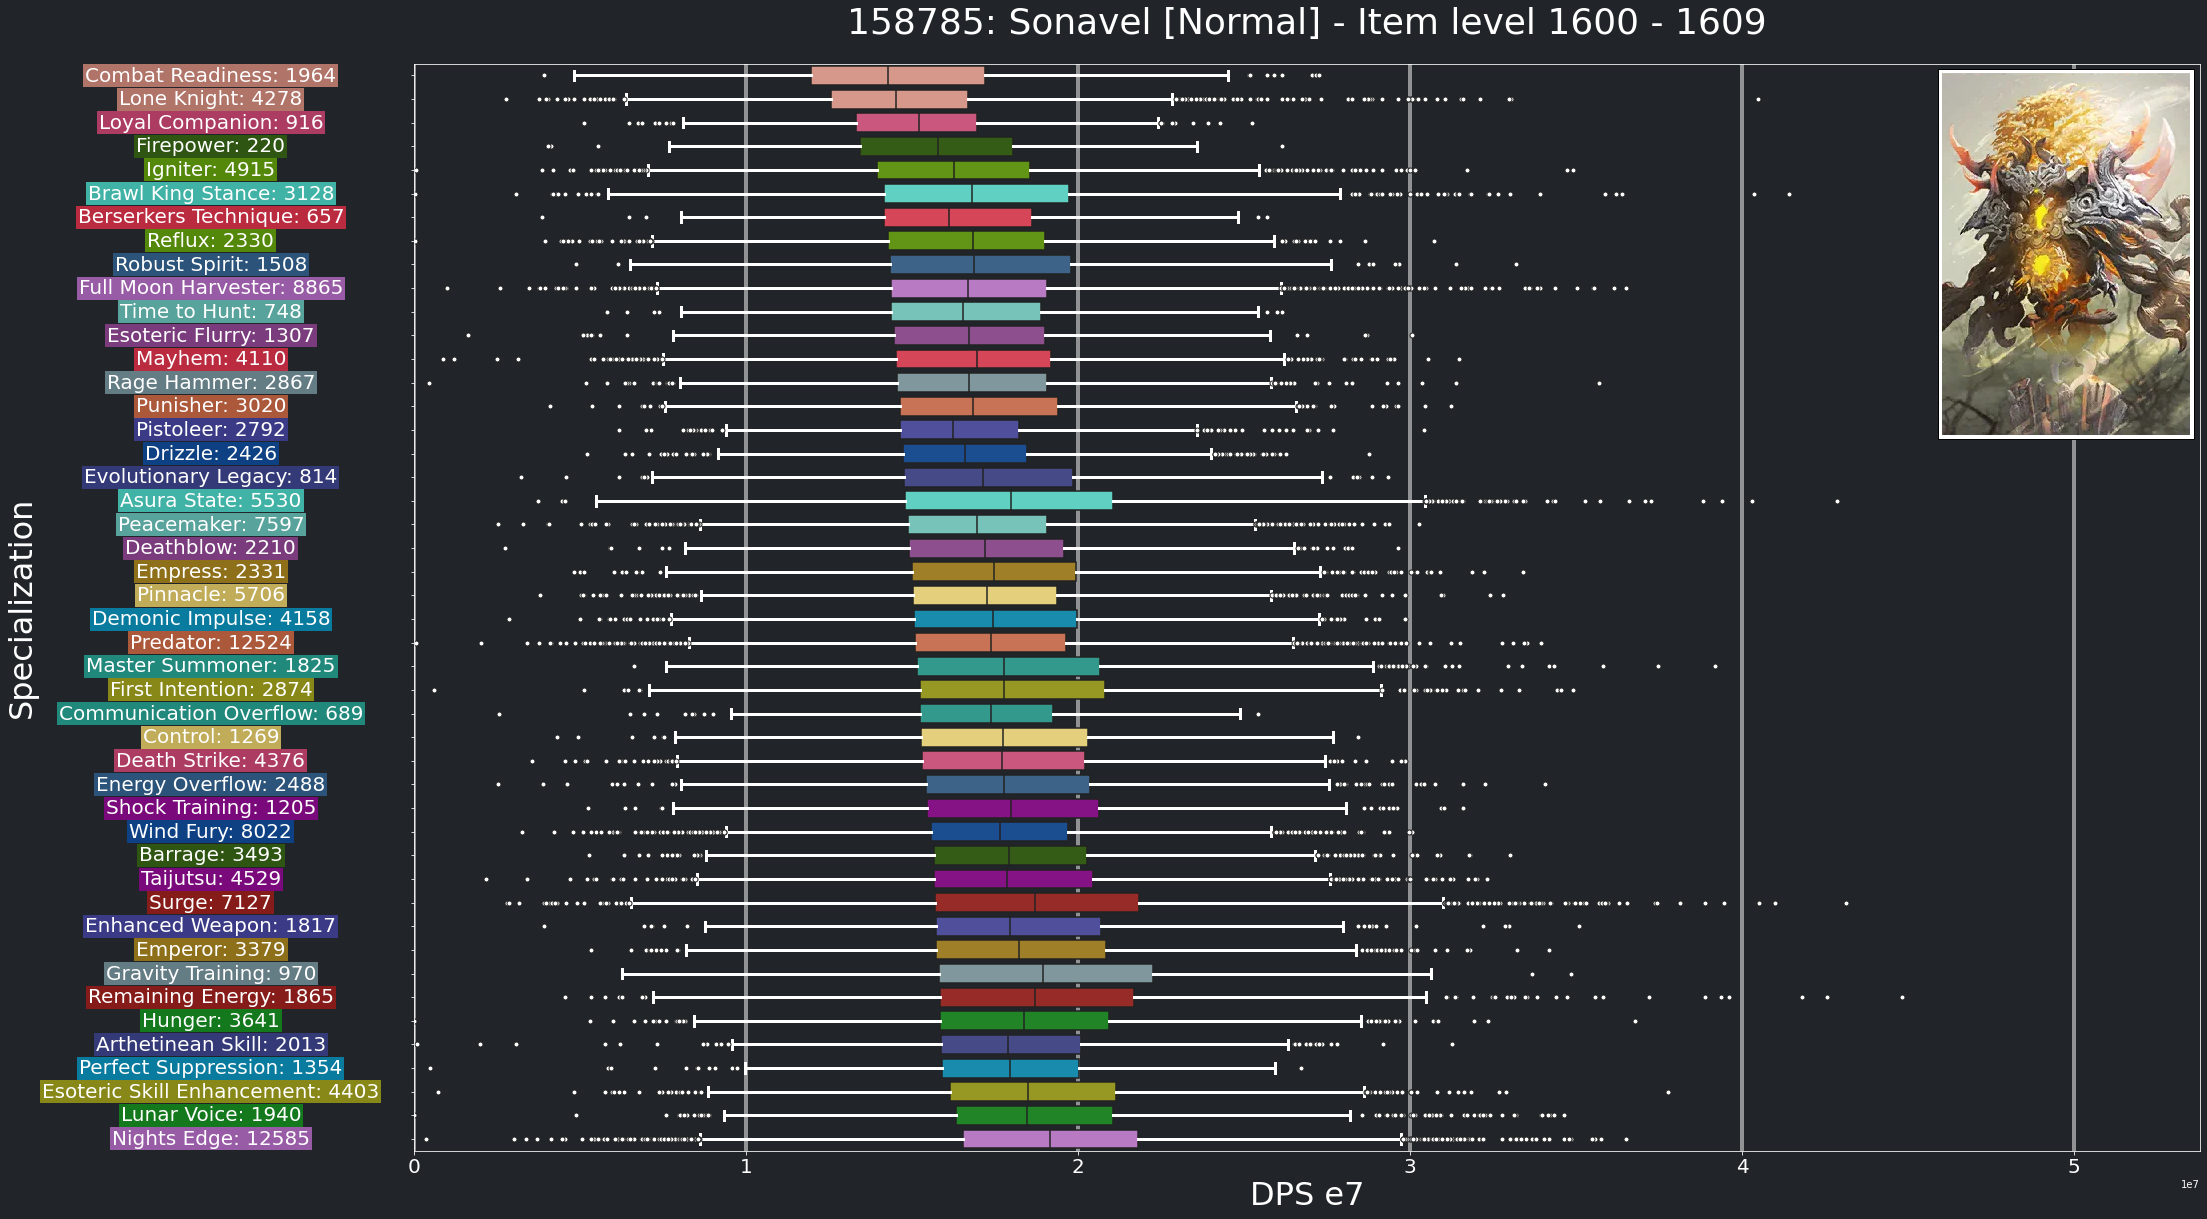 158785: Sonavel [Normal] - Item level 1600 - 1609
Specialization
Combat Readiness: 1964
Lone Knight: 4278
Loyal Companion: 916
Firepower: 220
Igniter: 4915
Brawl King Stance: 3128
Berserkers Technique: 657
Reflux: 2330
Robust Spirit: 1508
Full Moon Harvester: 8865
Time to Hunt: 748
Esoteric Flurry: 1307
Mayhem: 4110
Rage Hammer: 2867
Punisher: 3020
Pistoleer: 2792
Drizzle: 2426
Evolutionary Legacy: 814
Asura State: 5530
Peacemaker: 7597
Deathblow: 2210
Empress: 2331
Pinnacle: 5706
Demonic Impulse: 4158
Predator: 12524
Master Summoner: 1825
First Intention: 2874
Communication Overflow: 689
Control: 1269
Death Strike: 4376
Energy Overflow: 2488
Shock Training: 1205
Wind Fury: 8022
Barrage: 3493
Taijutsu: 4529
Surge: 7127
Enhanced Weapon: 1817
Emperor: 3379
Gravity Training: 970
Remaining Energy: 1865
Hunger: 3641
Arthetinean Skill: 2013
Perfect Suppression: 1354
Esoteric Skill Enhancement: 4403
Lunar Voice: 1940
Nights Edge: 12585
0 1 2 3 4 5
1e7
DPS e7